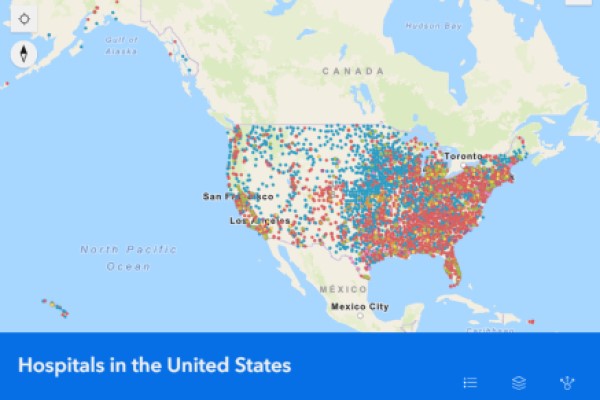 Hudson Bay
Gulf of
Alaska
CANADA
Toronto
San Francisco
Los Angeles
North Pacific
Ocean
MÉXICO
Mexico City
Caribbean
Hospitals in the United States